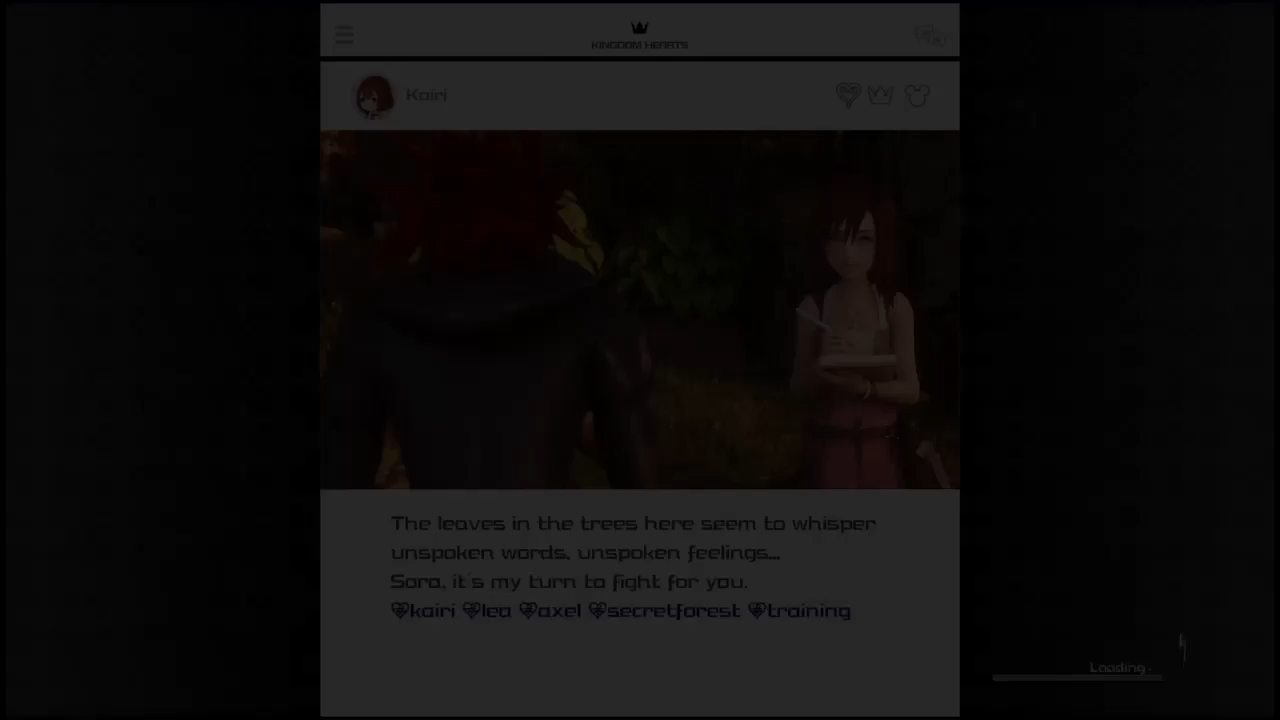 KINGDOM HEARTS
Kairi
The leaves in the trees here seem to whisper
unspoken words, unspoken feelings...
Sora, it's my turn to fight for you.
kairi lea axel secretforest training
Loading.